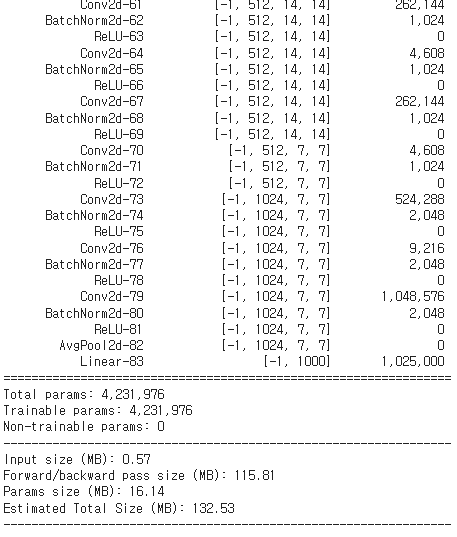 Conv2d-61 [-1, 512, 14, 14] 262,144
BatchNorm2d-62 [-1, 512, 14, 14] 1,024
ReLU-63 [-1, 512, 14, 14] 0
Conv2d-64 [-1, 512, 14, 14] 4,608
BatchNorm2d-65 [-1, 512, 14, 14] 1,024
ReLU-66 [-1, 512, 14, 14] 0
Conv2d-67 [-1, 512, 14, 14] 262,144
BatchNorm2d-68 [-1, 512, 14, 14] 1,024
ReLU-69 [-1, 512, 14, 14] 0
Conv2d-70 [-1, 512, 7, 7] 4,608
BatchNorm2d-71 [-1, 512, 7, 7] 1,024
ReLU-72 [-1, 512, 7, 7] 0
Conv2d-73 [-1, 1024, 7, 7] 524,288
BatchNorm2d-74 [-1, 1024, 7, 7] 2,048
ReLU-75 [-1, 1024, 7, 7] 0
Conv2d-76 [-1, 1024, 7, 7] 9,216
BatchNorm2d-77 [-1, 1024, 7, 7] 2,048
ReLU-78 [-1, 1024, 7, 7] 0
Conv2d-79 [-1, 1024, 7, 7] 1,048,576
BatchNorm2d-80 [-1, 1024, 7, 7] 2,048
ReLU-81 [-1, 1024, 7, 7] 0
AvgPool2d-82 [-1, 1024, 7, 7] 0
Linear-83 [-1, 1000] 1,025,000
================================================================
Total params: 4,231,976
Trainable params: 4,231,976
Non-trainable params: 0
----------------------------------------------------------------
Input size (MB): 0.57
Forward/backward pass size (MB): 115.81
Params size (MB): 16.14
Estimated Total Size (MB): 132.53
----------------------------------------------------------------